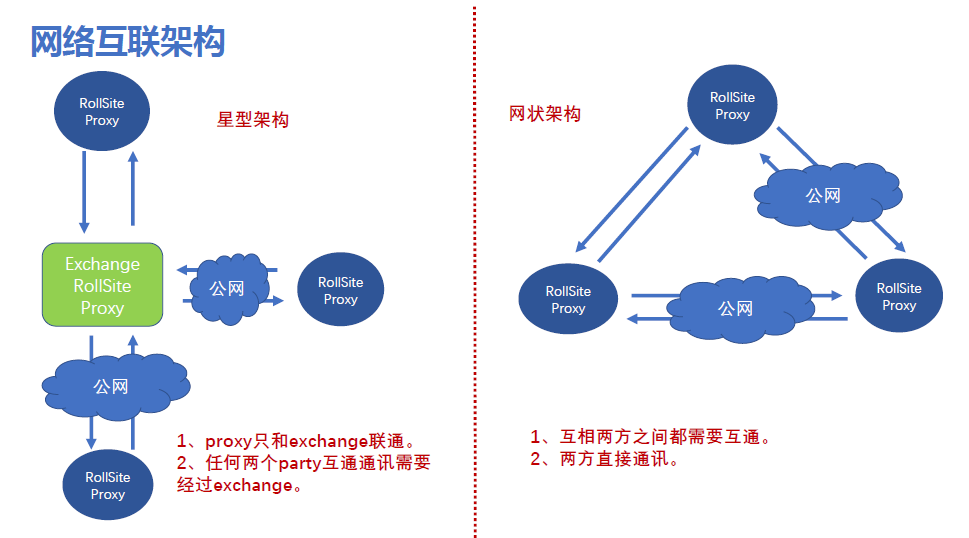 网络互联架构
RollSite
Proxy
星型架构
Exchange
RollSite
Proxy
公网
RollSite
Proxy
公网
RollSite
Proxy
1、proxy只和exchange联通。
2、任何两个party互通通讯需要
经过exchange。
网状架构
RollSite
Proxy
公网
RollSite
Proxy
公网
RollSite
Proxy
1、互相两方之间都需要互通。
2、两方直接通讯。